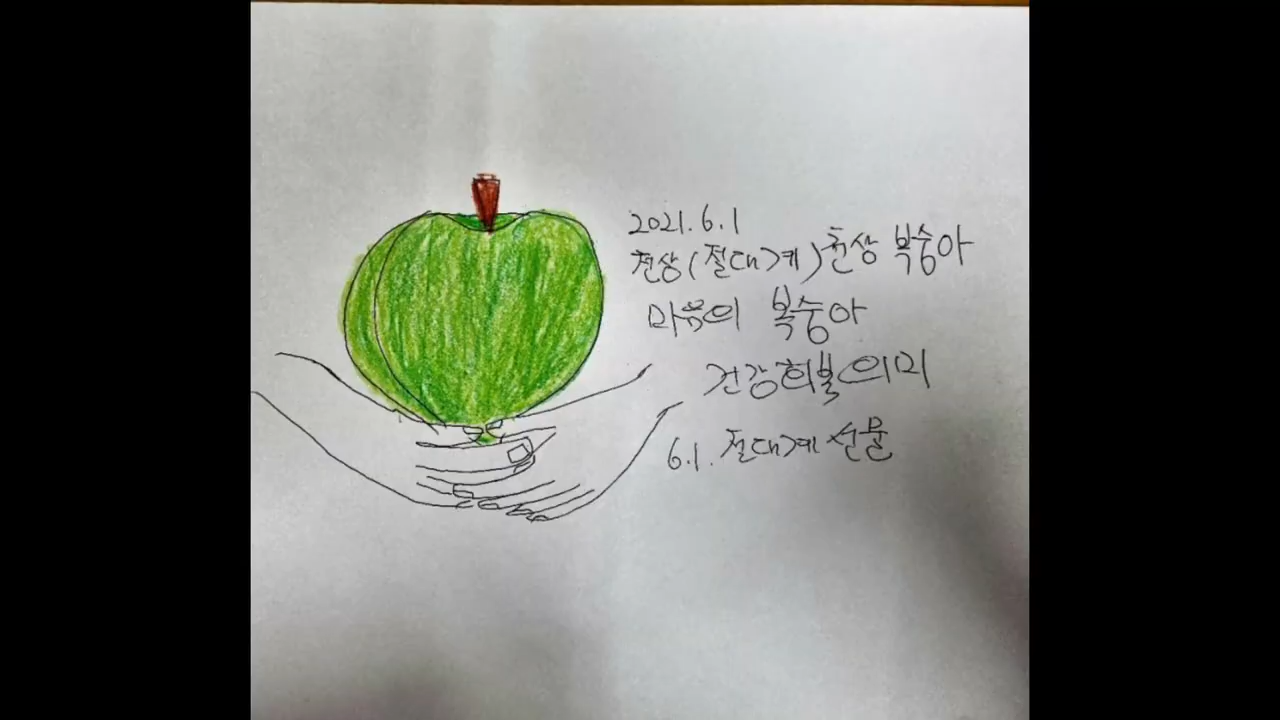 2021.6.1
천상(절대계)천상 복숭아
마음의 복숭아
건강회복의미
6.1. 절대계 선물